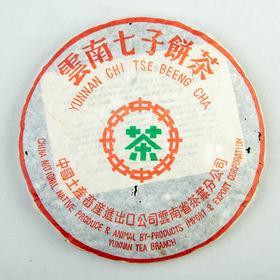 雲南七子餅茶
YUNNAN CHI TSE BEENG CHA
茶
中國土產畜產進出口公司雲南省茶葉分公司
CHINA NATIONAL NATIVE PRODUCE & ANIMAL BY-PRODUCTS IMPORT & EXPORT CORPORATION
YUNNAN TEA BRANCH